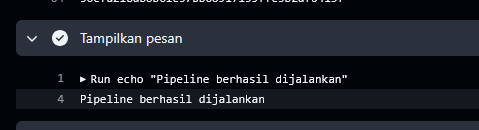 Tampilkan pesan
1 Run echo "Pipeline berhasil dijalankan"
4 Pipeline berhasil dijalankan